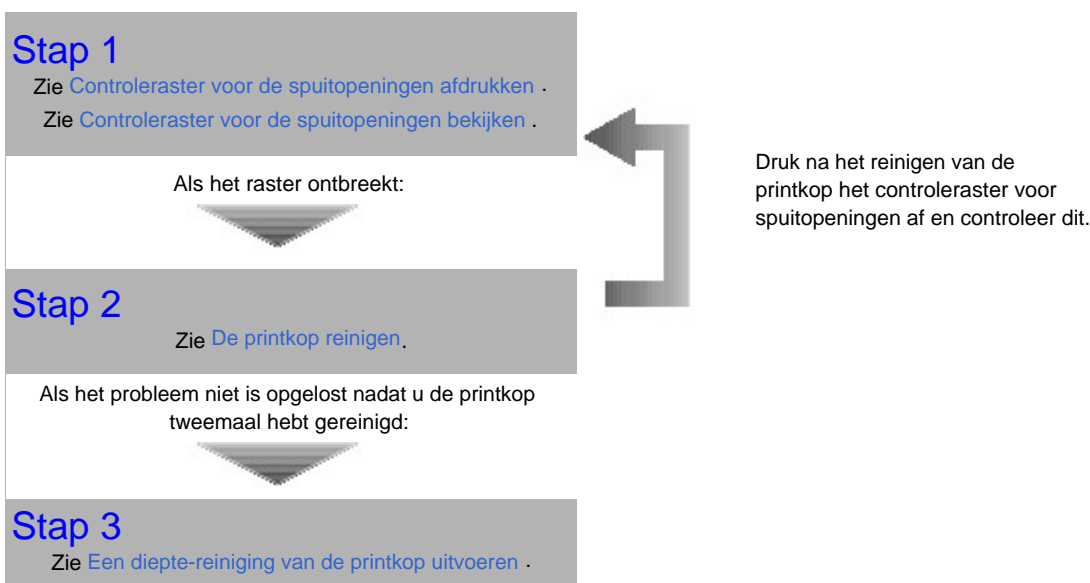 Stap 1
Zie Controleraster voor de spuitopeningen afdrukken .
Zie Controleraster voor de spuitopeningen bekijken .
Als het raster ontbreekt:
Druk na het reinigen van de
printkop het controleraster voor
spuitopeningen af en controleer dit.
Stap 2
Zie De printkop reinigen.
Als het probleem niet is opgelost nadat u de printkop
tweemaal hebt gereinigd:
Stap 3
Zie Een diepte-reiniging van de printkop uitvoeren .